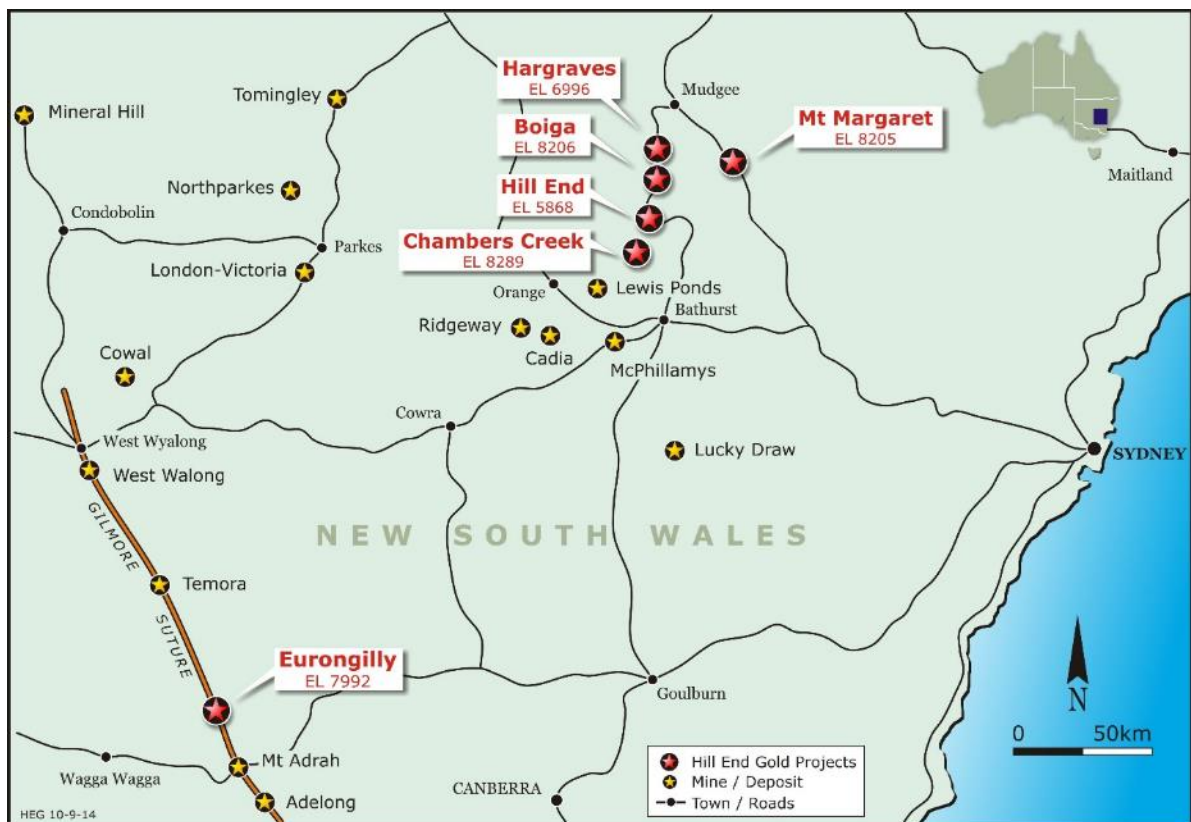 Hargraves
EL 6996
Mudgee
Tomingley
Mineral Hill
Boiga
EL 8206
Mt Margaret
EL 8205
Maitland
Northparkes
Hill End
EL 5868
Condobolin
Parkes
Chambers Creek
EL 8289
London-Victoria
Orange
Lewis Ponds
Bathurst
Ridgeway
Cadia
McPhillamys
Cowal
Cowra
West Wyalong
Lucky Draw
SYDNEY
West Walong
GILMORE
NEW SOUTH WALES
Temora
SUTURE
Eurongilly
EL 7992
Goulburn
N
0 50km
Mt Adrah
Wagga Wagga
Adelong
CANBERRA
Hill End Gold Projects
Mine / Deposit
Town / Roads
HEG 10-9-14